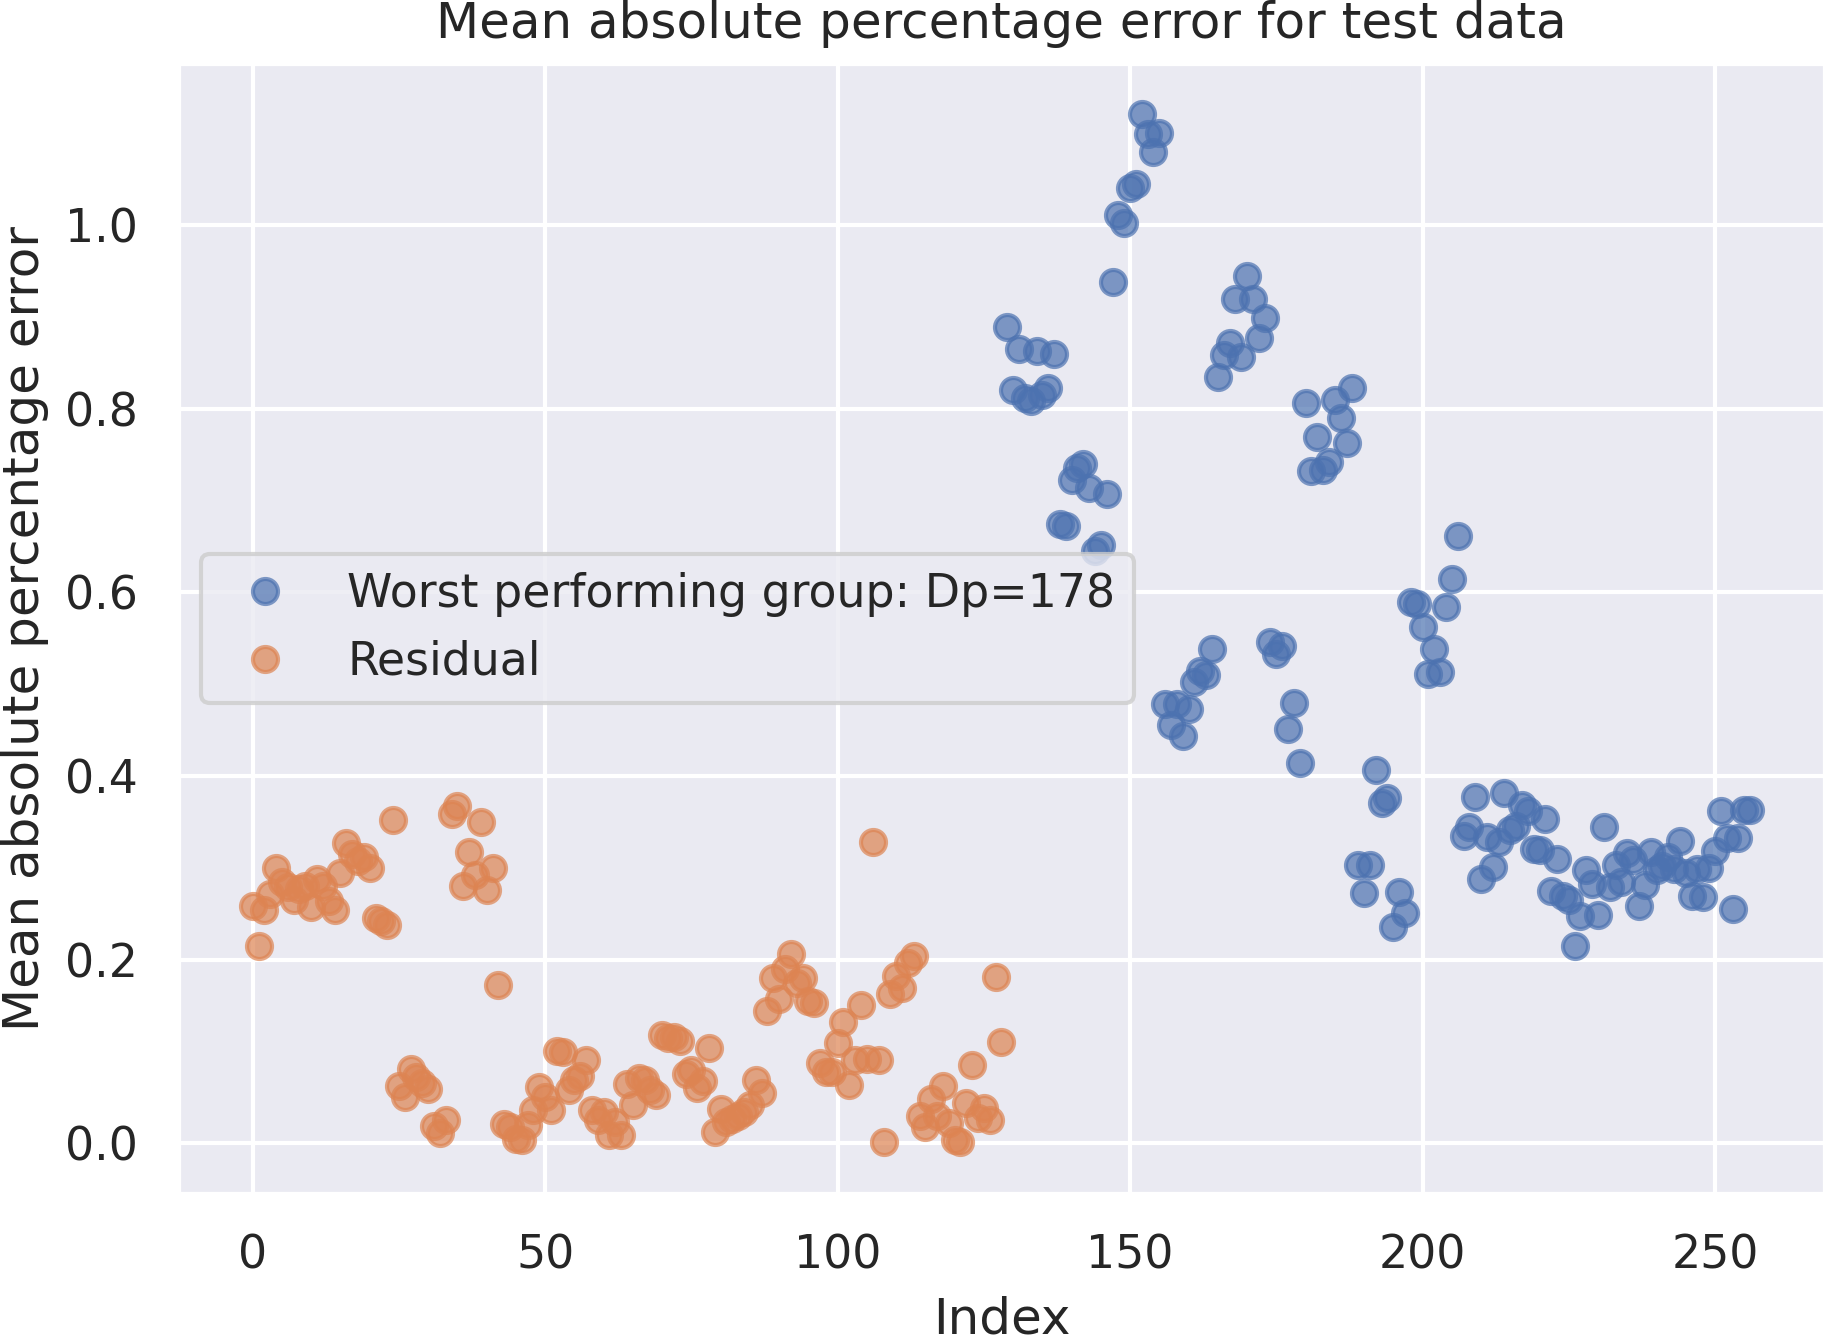 Mean absolute percentage error for test data
Mean absolute percentage error
1.0
0.8
0.6
0.4
0.2
0.0
Worst performing group: Dp=178
Residual
0 50 100 150 200 250
Index